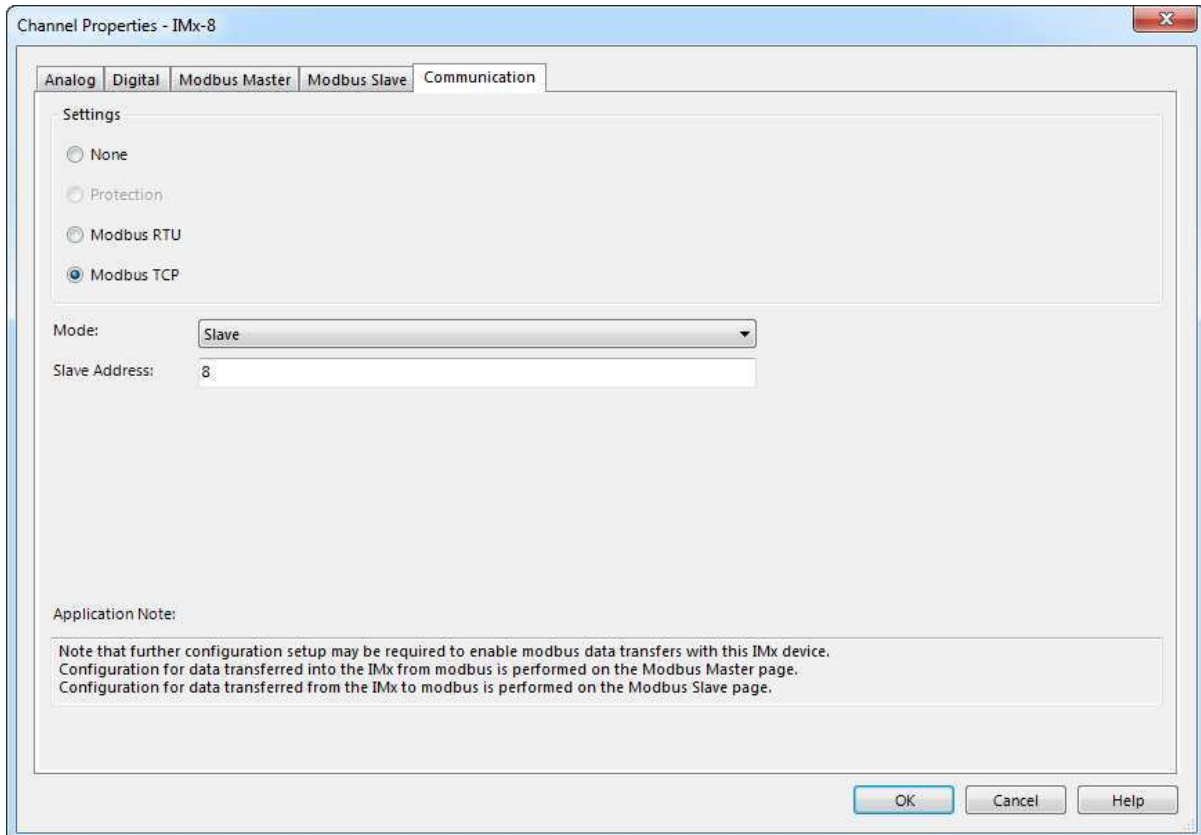 Channel Properties - IMx-8
Analog Digital Modbus Master Modbus Slave Communication
Settings
None
Protection
Modbus RTU
Modbus TCP
Mode: Slave
Slave Address: 8
Application Note:
Note that further configuration setup may be required to enable modbus data transfers with this IMx device.
Configuration for data transferred into the IMx from modbus is performed on the Modbus Master page.
Configuration for data transferred from the IMx to modbus is performed on the Modbus Slave page.
OK Cancel Help